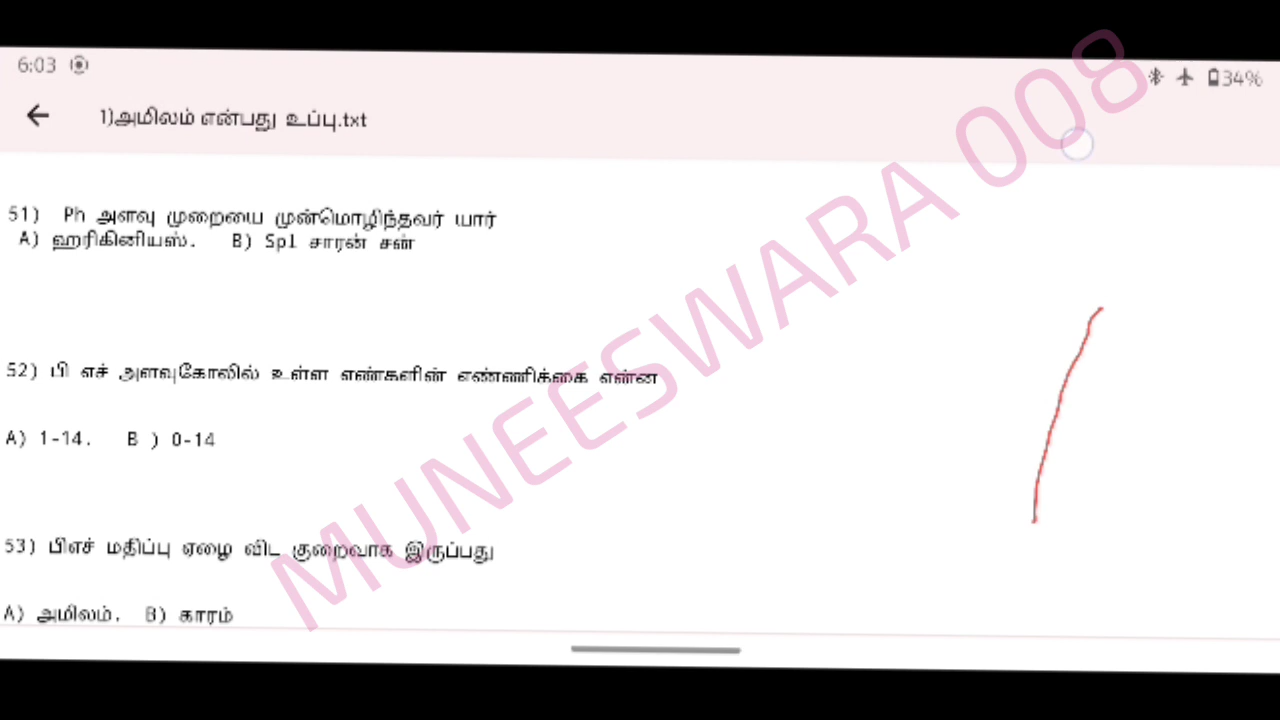 6:03
34%
1)அமிலம் என்பது உப்பு.txt
51) Ph அளவு முறையை முன்மொழிந்தவர் யார்
A) ஹரிகினியஸ். B) Spl சாரன் சன்
52) பி எச் அளவுகோலில் உள்ள எண்களின் எண்ணிக்கை என்ன
A) 1-14. B ) 0-14
53) பிஎச் மதிப்பு ஏழை விட குறைவாக இருப்பது
A) அமிலம். B) காரம்
MUNEESWARA 008